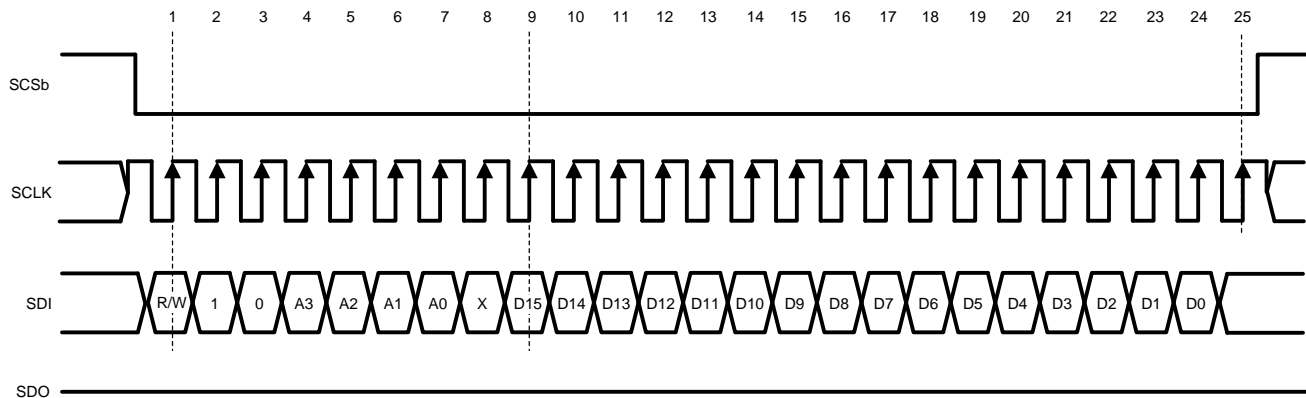 1 2 3 4 5 6 7 8 9 10 11 12 13 14 15 16 17 18 19 20 21 22 23 24 25
SCSb
SCLK
SDI R/W 1 0 A3 A2 A1 A0 X D15 D14 D13 D12 D11 D10 D9 D8 D7 D6 D5 D4 D3 D2 D1 D0
SDO